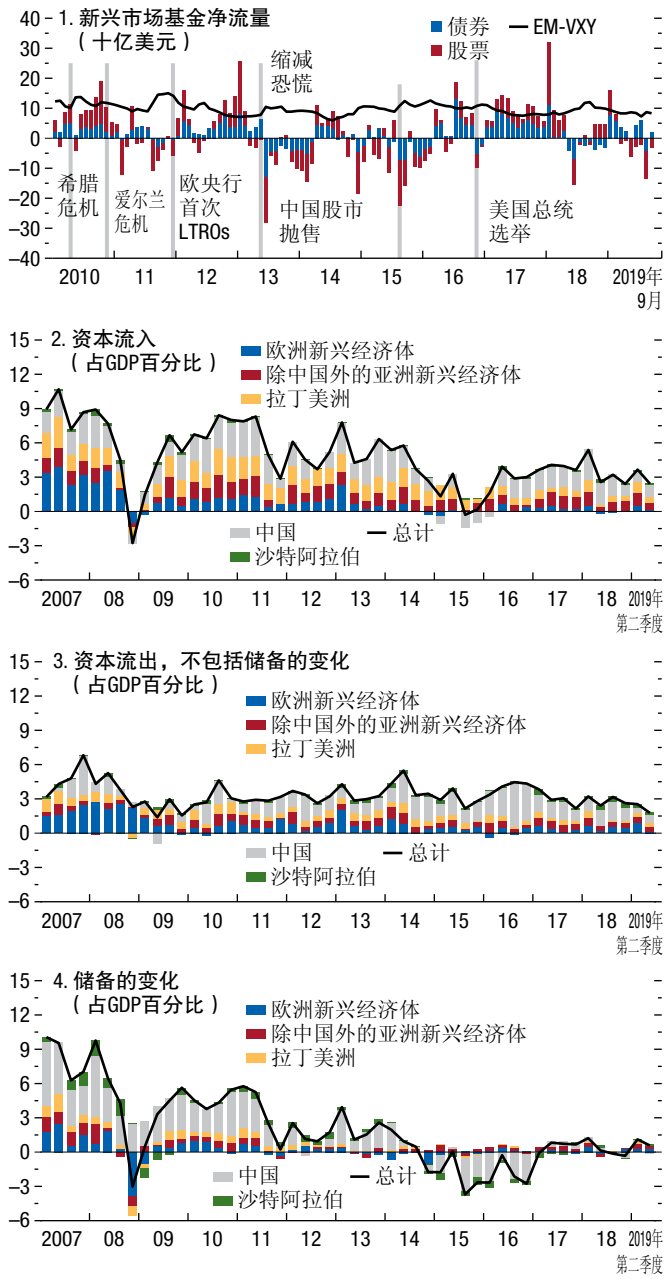 1. 新兴市场基金净流量
（十亿美元）
债券
EM-VXY
股票
40
30
20
10
0
–10
–20
–30
–40
缩减
恐慌
希腊
危机
爱尔兰
危机
欧央行
首次
LTROs
中国股市
抛售
美国总统
选举
2010 11 12 13 14 15 16 17 18 2019年
9月
2. 资本流入
（占GDP百分比）
欧洲新兴经济体
除中国外的亚洲新兴经济体
拉丁美洲
15
12
9
6
3
0
–3
–6
中国
总计
沙特阿拉伯
2007 08 09 10 11 12 13 14 15 16 17 18 2019年
第二季度
3. 资本流出，不包括储备的变化
（占GDP百分比）
欧洲新兴经济体
除中国外的亚洲新兴经济体
拉丁美洲
15
12
9
6
3
0
–3
–6
中国
总计
沙特阿拉伯
2007 08 09 10 11 12 13 14 15 16 17 18 2019年
第二季度
4. 储备的变化
（占GDP百分比）
欧洲新兴经济体
除中国外的亚洲新兴经济体
拉丁美洲
15
12
9
6
3
0
–3
–6
中国
总计
沙特阿拉伯
2007 08 09 10 11 12 13 14 15 16 17 18 2019年
第二季度